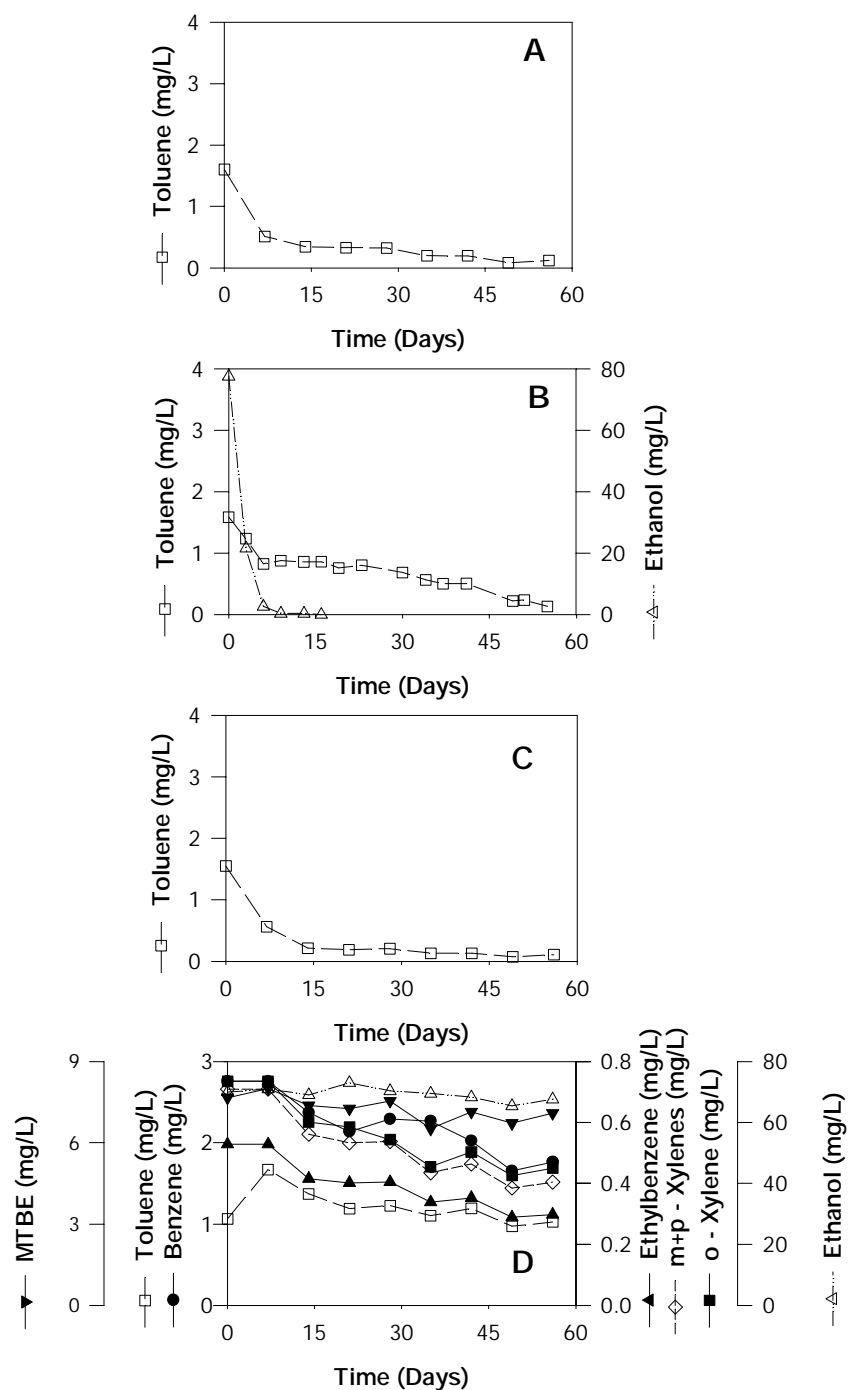 A
Toluene (mg/L)
4
3
2
1
0
0 15 30 45 60
Time (Days)
B
Toluene (mg/L)
4
3
2
1
0
80
60
40
20
0
Ethanol (mg/L)
0 15 30 45 60
Time (Days)
C
Toluene (mg/L)
4
3
2
1
0
0 15 30 45 60
Time (Days)
D
MTBE (mg/L)
9
6
3
0
Toluene (mg/L)
Benzene (mg/L)
3
2
1
0
0.8
0.6
0.4
0.2
0.0
Ethylbenzene (mg/L)
m+p - Xylenes (mg/L)
o - Xylene (mg/L)
80
60
40
20
0
Ethanol (mg/L)
0 15 30 45 60
Time (Days)